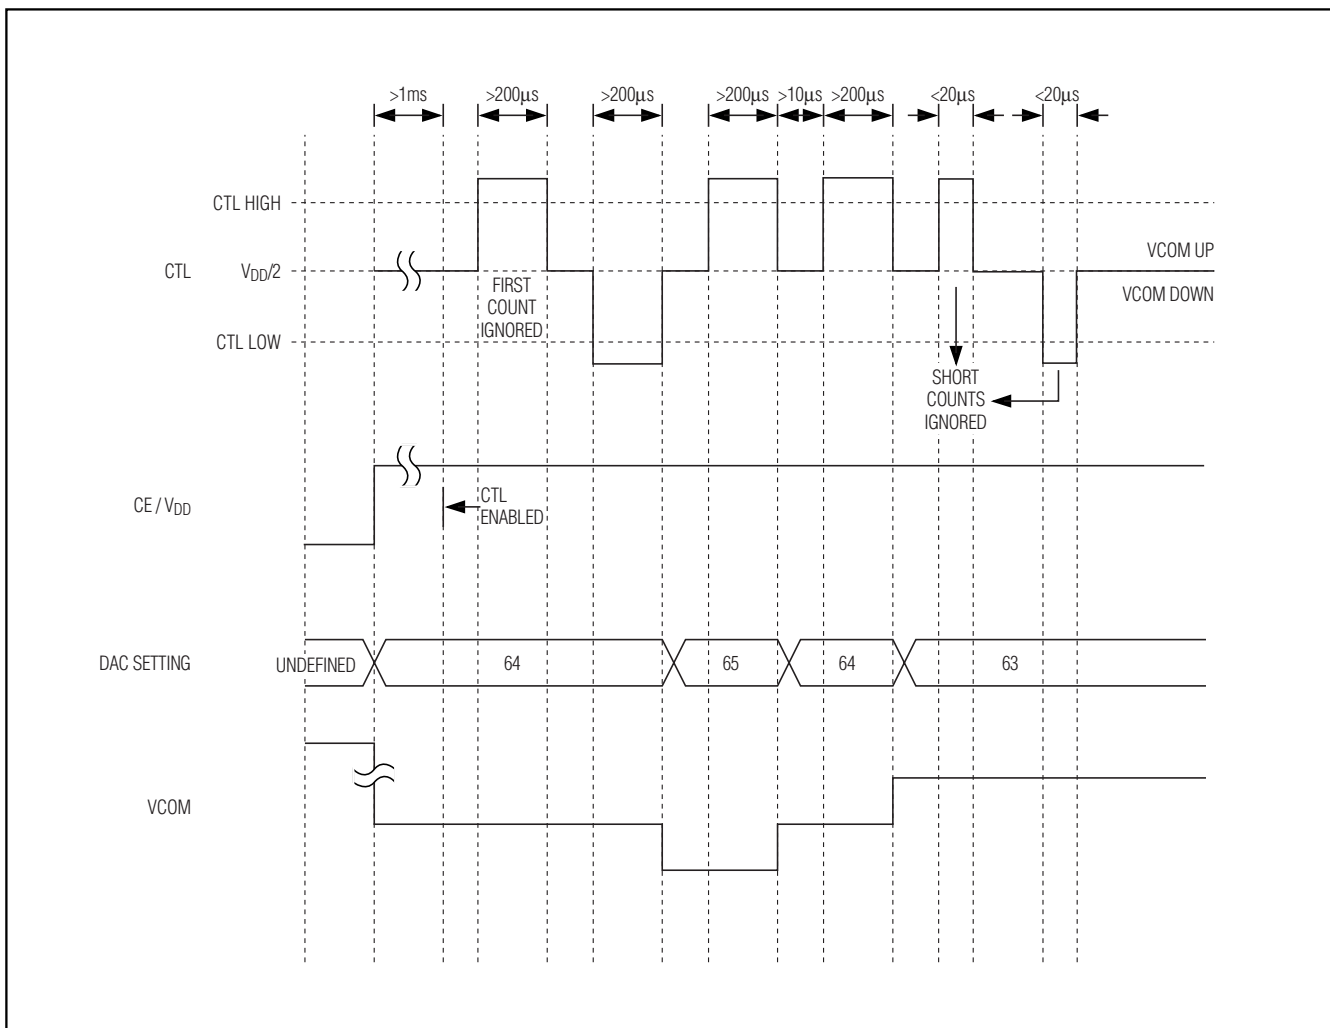 >1ms >200µs >200µs >200µs >10µs >200µs <20µs <20µs
CTL HIGH
VCOM UP
CTL VDD/2
FIRST
COUNT
IGNORED
VCOM DOWN
CTL LOW
SHORT
COUNTS
IGNORED
CE / VDD
CTL
ENABLED
DAC SETTING UNDEFINED 64 65 64 63
VCOM